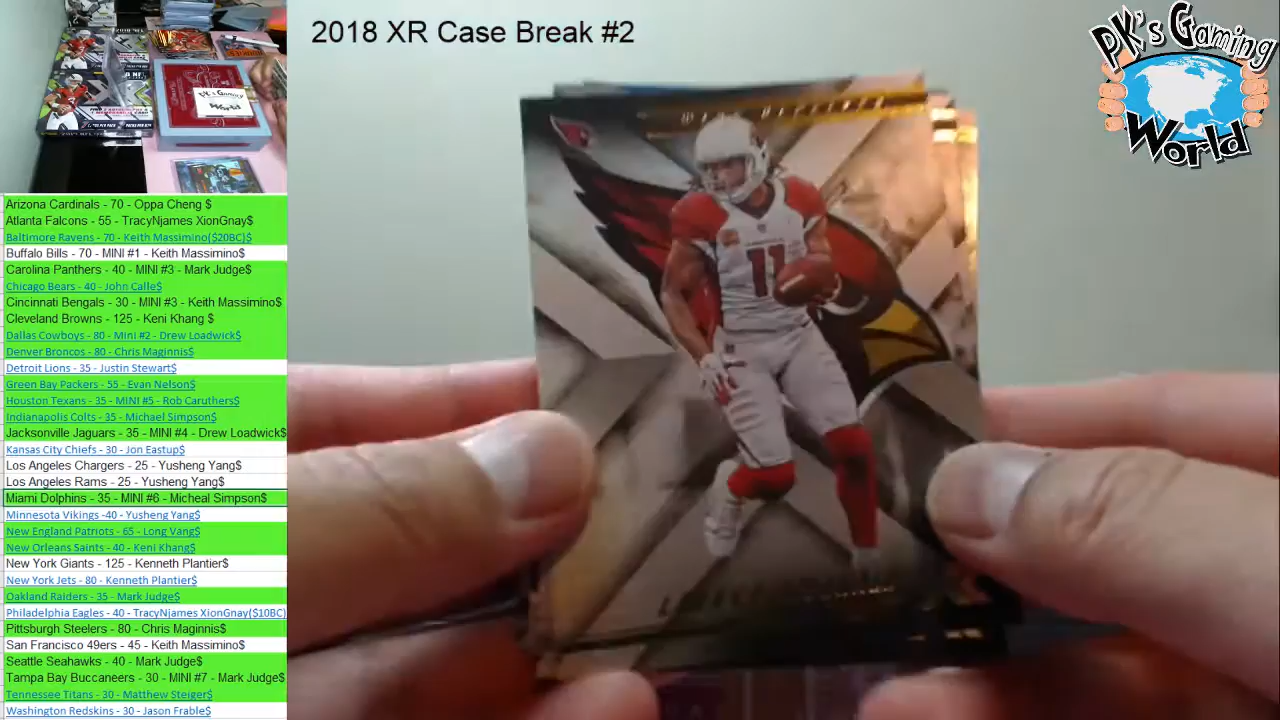 2018 XR Case Break #2
PK's Gaming
World
PK's Gaming
World
Arizona Cardinals - 70 - Oppa Cheng $
Atlanta Falcons - 55 - TracyNjames XionGnay$
Baltimore Ravens - 70 - Keith Massimino($20BC)$
Buffalo Bills - 70 - MINI #1 - Keith Massimino$
Carolina Panthers - 40 - MINI #3 - Mark Judge$
Chicago Bears - 40 - John Calle$
Cincinnati Bengals - 30 - MINI #3 - Keith Massimino$
Cleveland Browns - 125 - Keni Khang $
Dallas Cowboys - 80 - Mini #2 - Drew Loadwick$
Denver Broncos - 80 - Chris Maginnis$
Detroit Lions - 35 - Justin Stewart$
Green Bay Packers - 55 - Evan Nelson$
Houston Texans - 35 - MINI #5 - Rob Caruthers$
Indianapolis Colts - 35 - Michael Simpson$
Jacksonville Jaguars - 35 - MINI #4 - Drew Loadwick$
Kansas City Chiefs - 30 - Jon Eastup$
Los Angeles Chargers - 25 - Yusheng Yang$
Los Angeles Rams - 25 - Yusheng Yang$
Miami Dolphins - 35 - MINI #6 - Micheal Simpson$
Minnesota Vikings -40 - Yusheng Yang$
New England Patriots - 65 - Long Vang$
New Orleans Saints - 40 - Keni Khang$
New York Giants - 125 - Kenneth Plantier$
New York Jets - 80 - Kenneth Plantier$
Oakland Raiders - 35 - Mark Judge$
Philadelphia Eagles - 40 - TracyNjames XionGnay($10BC)
Pittsburgh Steelers - 80 - Chris Maginnis$
San Francisco 49ers - 45 - Keith Massimino$
Seattle Seahawks - 40 - Mark Judge$
Tampa Bay Buccaneers - 30 - MINI #7 - Mark Judge$
Tennessee Titans - 30 - Matthew Steiger$
Washington Redskins - 30 - Jason Frable$
11